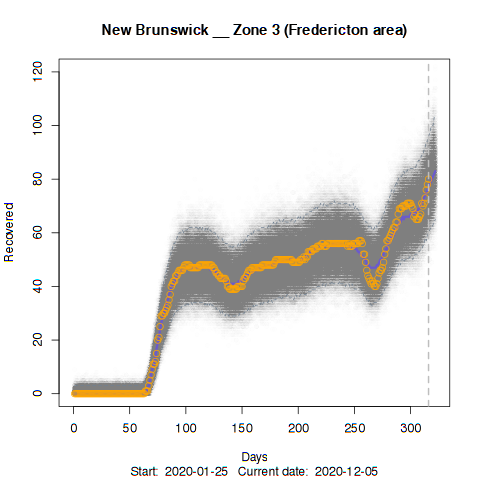 New Brunswick __ Zone 3 (Fredericton area)
120
100
80
60
40
20
0
Recovered
0 50 100 150 200 250 300
Days
Start: 2020-01-25 Current date: 2020-12-05